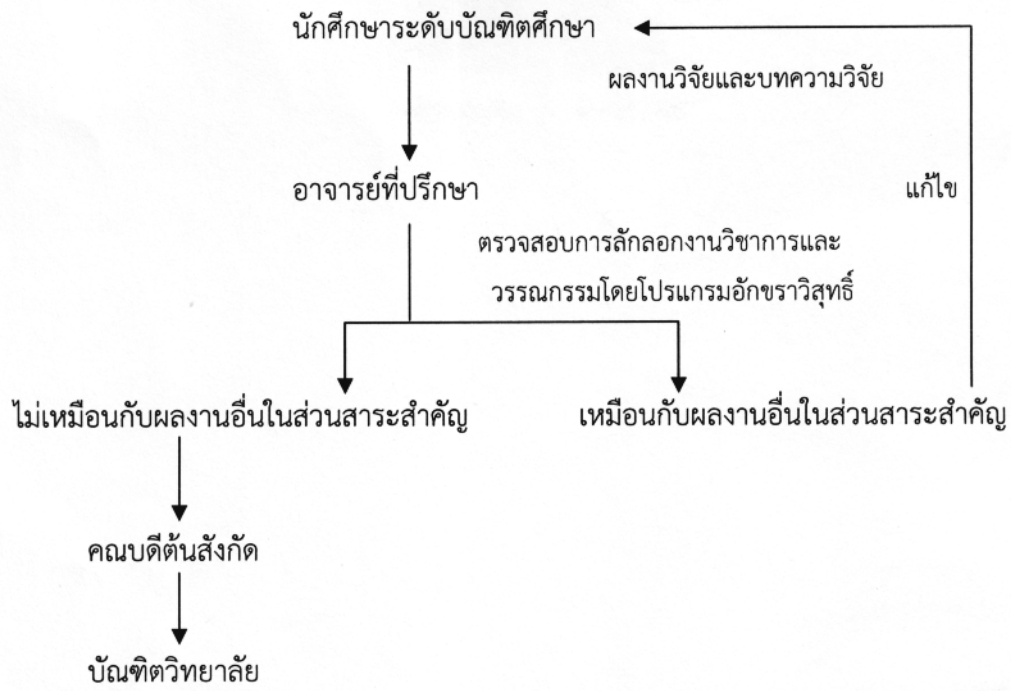 นักศึกษาระดับบัณฑิตศึกษา
ผลงานวิจัยและบทความวิจัย
อาจารย์ที่ปรึกษา
แก้ไข
ตรวจสอบการลักลอกงานวิชาการและ
วรรณกรรมโดยโปรแกรมอักขราวิสุทธิ์
ไม่เหมือนกับผลงานอื่นในส่วนสาระสำคัญ
เหมือนกับผลงานอื่นในส่วนสาระสำคัญ
คณบดีต้นสังกัด
บัณฑิตวิทยาลัย